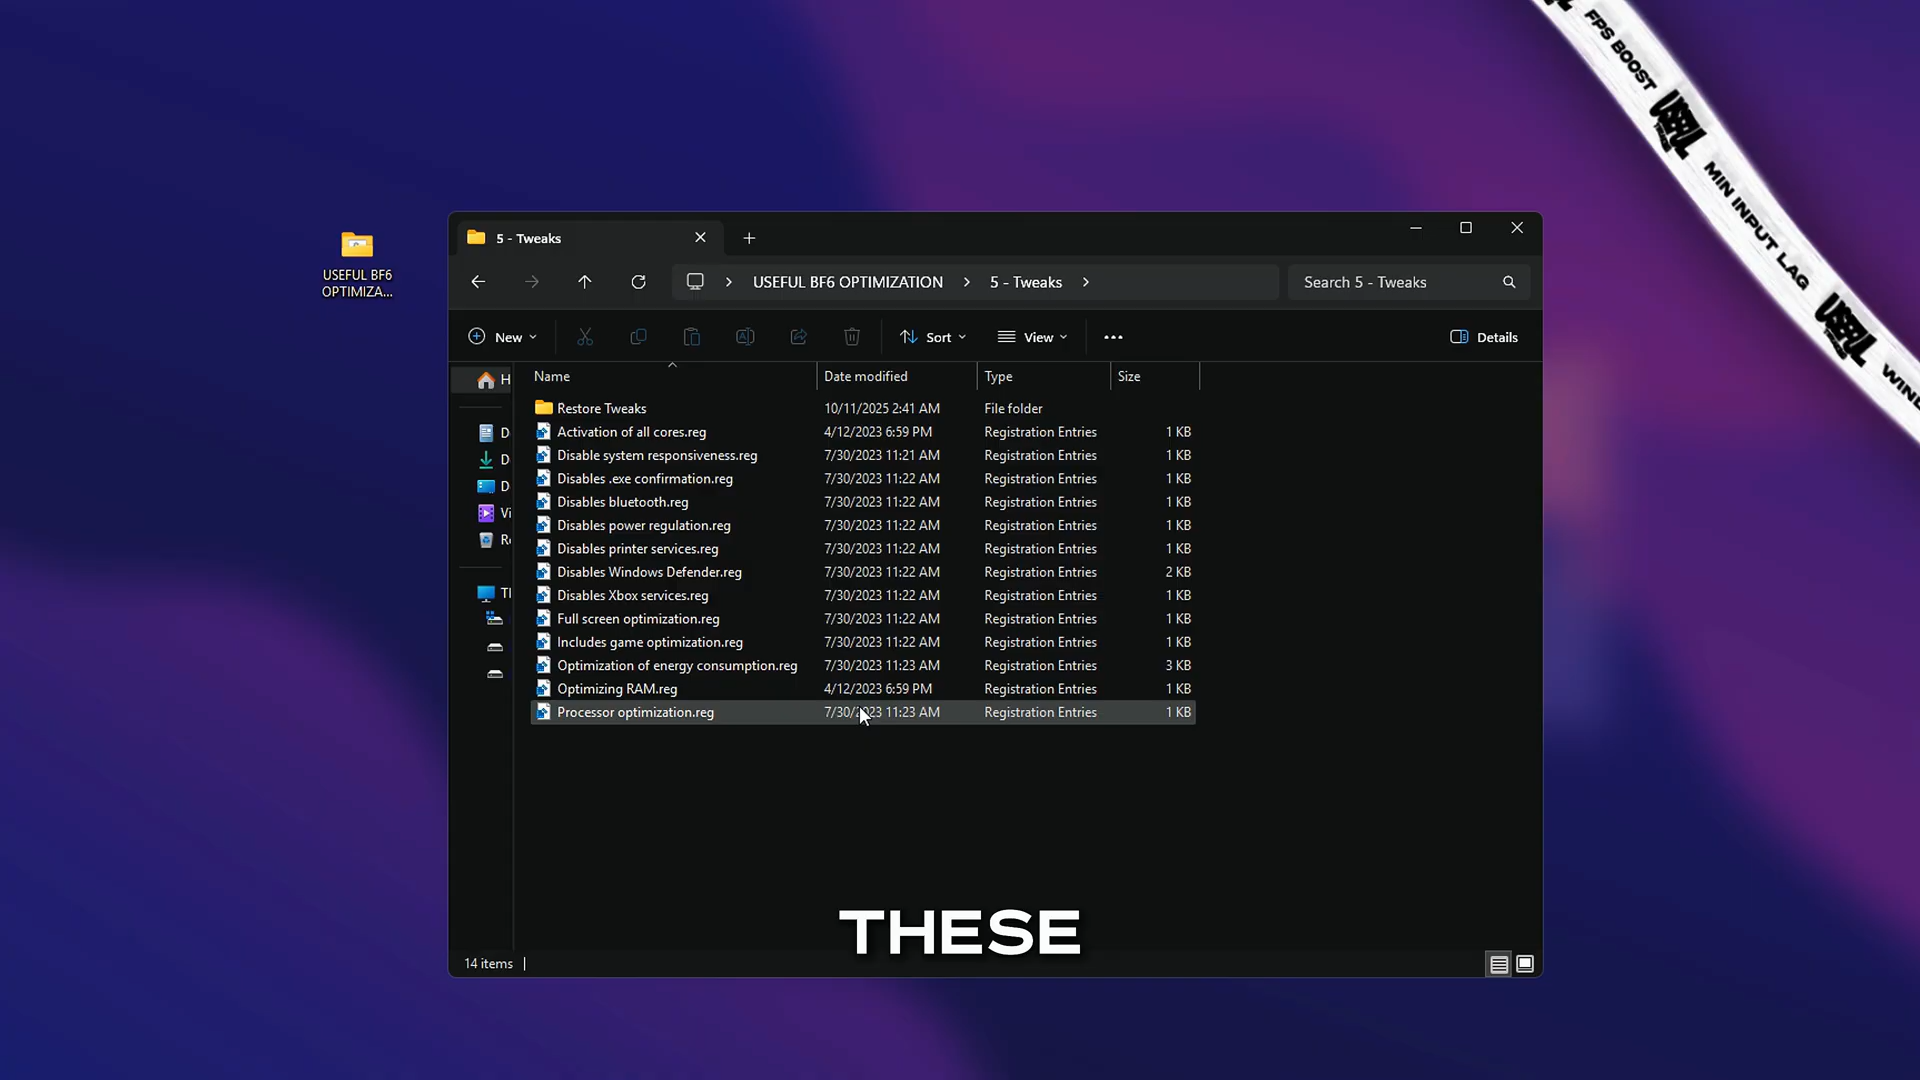 FPS BOOST
USEFUL
MIN INPUT LAG
USEFUL
5 - Tweaks
USEFUL BF6
OPTIMIZA...
USEFUL BF6 OPTIMIZATION
5 - Tweaks
Search 5 - Tweaks
New
Sort
View
Details
Name Date modified Type Size
Restore Tweaks 10/11/2025 2:41 AM File folder
Activation of all cores.reg 4/12/2023 6:59 PM Registration Entries 1 KB
Disable system responsiveness.reg 7/30/2023 11:21 AM Registration Entries 1 KB
Disables .exe confirmation.reg 7/30/2023 11:22 AM Registration Entries 1 KB
Disables bluetooth.reg 7/30/2023 11:22 AM Registration Entries 1 KB
Disables power regulation.reg 7/30/2023 11:22 AM Registration Entries 1 KB
Disables printer services.reg 7/30/2023 11:22 AM Registration Entries 1 KB
Disables Windows Defender.reg 7/30/2023 11:22 AM Registration Entries 2 KB
Disables Xbox services.reg 7/30/2023 11:22 AM Registration Entries 1 KB
Full screen optimization.reg 7/30/2023 11:22 AM Registration Entries 1 KB
Includes game optimization.reg 7/30/2023 11:22 AM Registration Entries 1 KB
Optimization of energy consumption.reg 7/30/2023 11:23 AM Registration Entries 3 KB
Optimizing RAM.reg 4/12/2023 6:59 PM Registration Entries 1 KB
Processor optimization.reg 7/30/2023 11:23 AM Registration Entries 1 KB
THESE
14 items